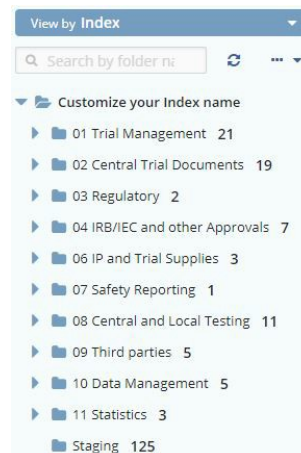 View by Index
Search by folder na
Customize your Index name
01 Trial Management 21
02 Central Trial Documents 19
03 Regulatory 2
04 IRB/IEC and other Approvals 7
06 IP and Trial Supplies 3
07 Safety Reporting 1
08 Central and Local Testing 11
09 Third parties 5
10 Data Management 5
11 Statistics 3
Staging 125